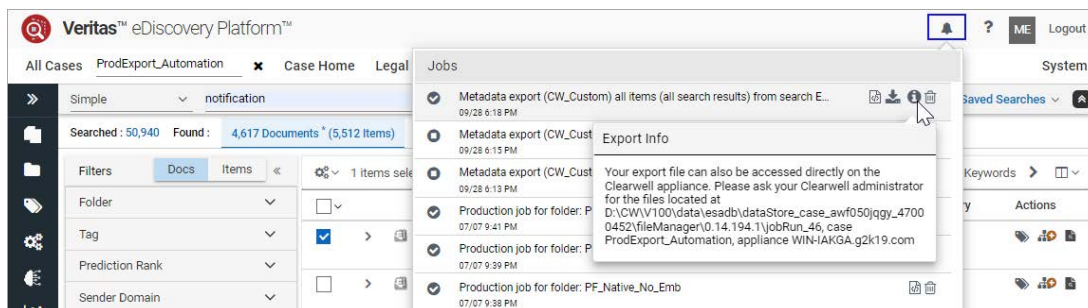 Veritas™ eDiscovery Platform™
? ME Logout
All Cases ProdExport_Automation × Case Home Legal
System
Jobs
Simple notification
Saved Searches
Searched : 50,940 Found : 4,617 Documents * (5,512 Items)
Filters Docs Items « 1 items sele
Keywords
Folder
Tag
Prediction Rank
Sender Domain
y Actions
Metadata export (CW_Custom) all items (all search results) from search E...
09/28 6:18 PM
Metadata export (CW_Cust
09/28 6:15 PM
Metadata export (CW_Cust
09/28 6:13 PM
Production job for folder: P
07/07 9:41 PM
Production job for folder: P
07/07 9:39 PM
Production job for folder: PF_Native_No_Emb
07/07 9:38 PM
Export Info
Your export file can also be accessed directly on the
Clearwell appliance. Please ask your Clearwell administrator
for the files located at
D:\CW\V100\data\esadb\dataStore_case_awf050jqgy_4700
0452\fileManager\0.14.194.1\jobRun_46, case
ProdExport_Automation, appliance WIN-IAKGA.g2k19.com